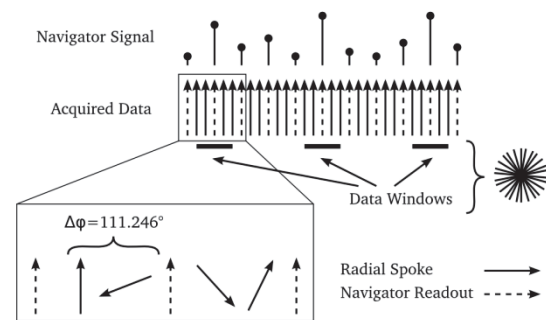 Navigator Signal
Acquired Data
Data Windows
Δφ=111.246°
Radial Spoke
Navigator Readout